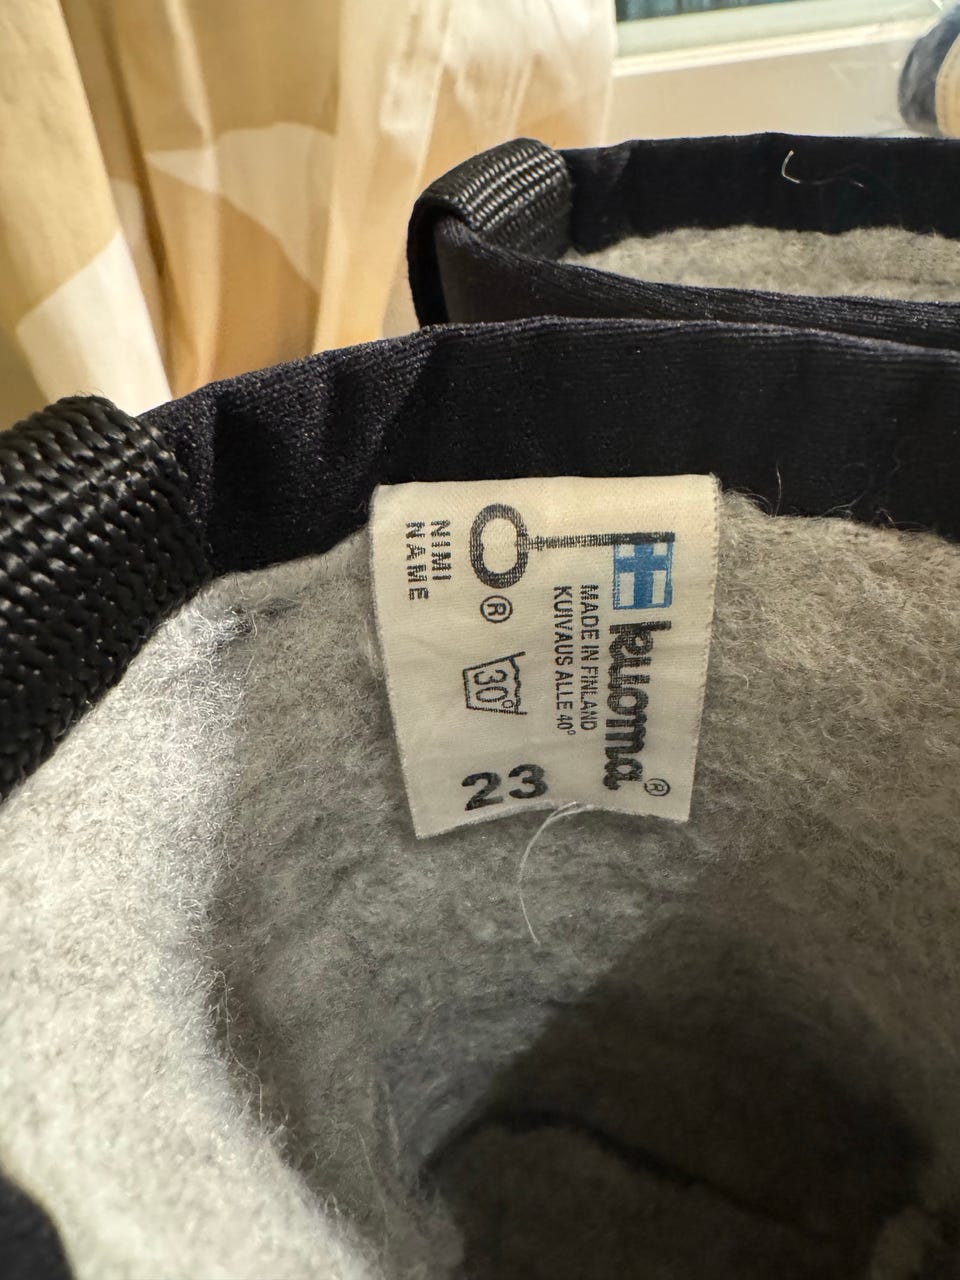 kuoma®
MADE IN FINLAND
KUIVAUS ALLE 40°
®
30°
NIMI
NAME
23